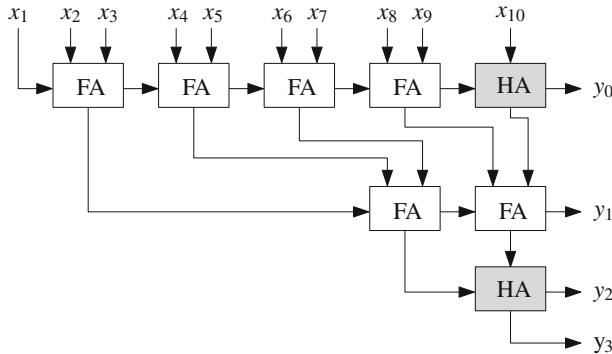 x₁ x₂ x₃ x₄ x₅ x₆ x₇ x₈ x₉ x₁₀
FA FA FA FA HA y₀
FA FA y₁
HA y₂
y₃